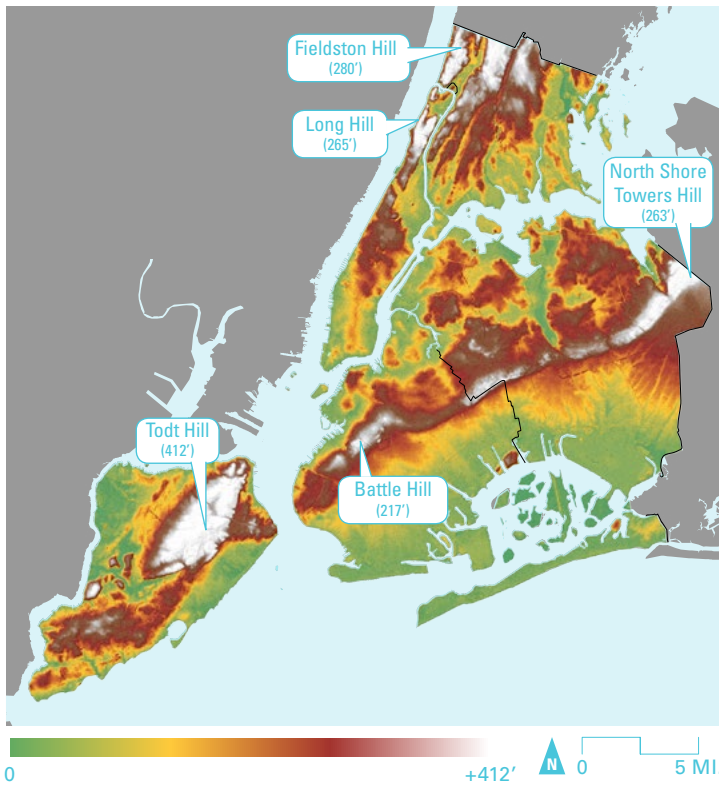 Fieldston Hill
(280')
Long Hill
(265')
North Shore
Towers Hill
(263')
Todt Hill
(412')
Battle Hill
(217')
0
+412'
N
0
5 MI